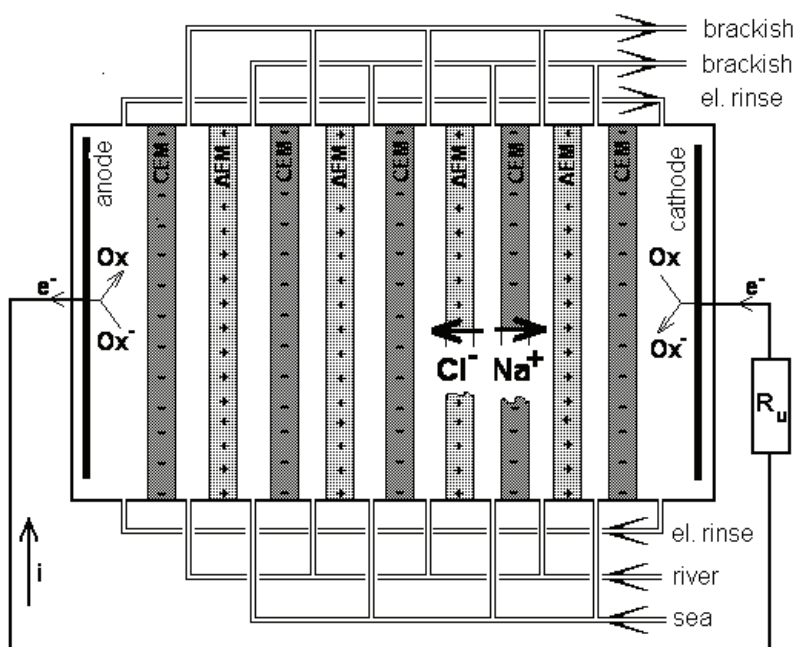 brackish
brackish
el. rinse
anode
CEM
AEM
CEM
AEM
CEM
AEM
CEM
AEM
CEM
cathode
Ox
Ox⁻
e⁻
Ox
Ox⁻
e⁻
Cl⁻ Na⁺
R_u
i
el. rinse
river
sea